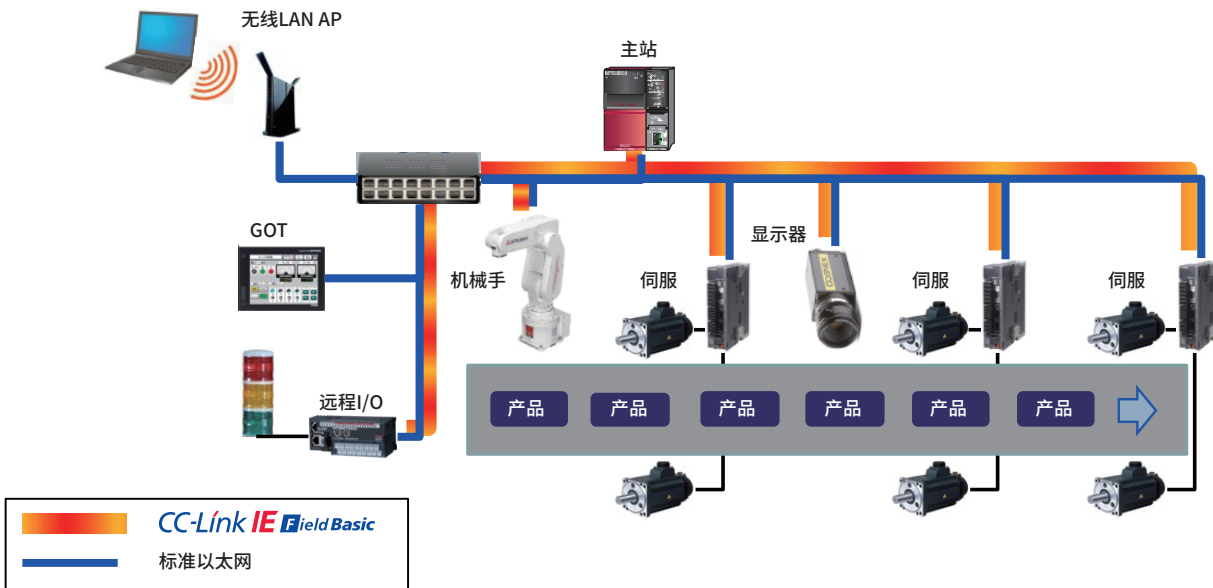 无线LAN AP
主站
GOT
显示器
机械手
伺服
伺服
伺服
远程I/O
产品
产品
产品
产品
产品
产品
CC-Link IE Field Basic
标准以太网